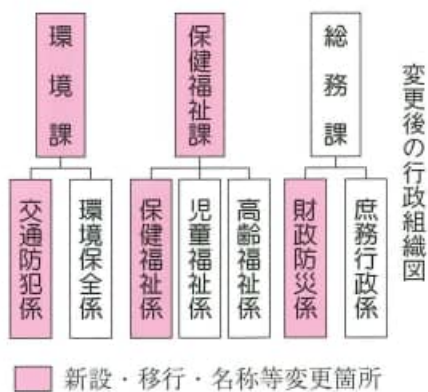 変更後の行政組織図
総務課
庶務行政係
財政防災係
保健福祉課
高齢福祉係
児童福祉係
保健福祉係
環境課
環境保全係
交通防犯係
新設・移行・名称等変更箇所